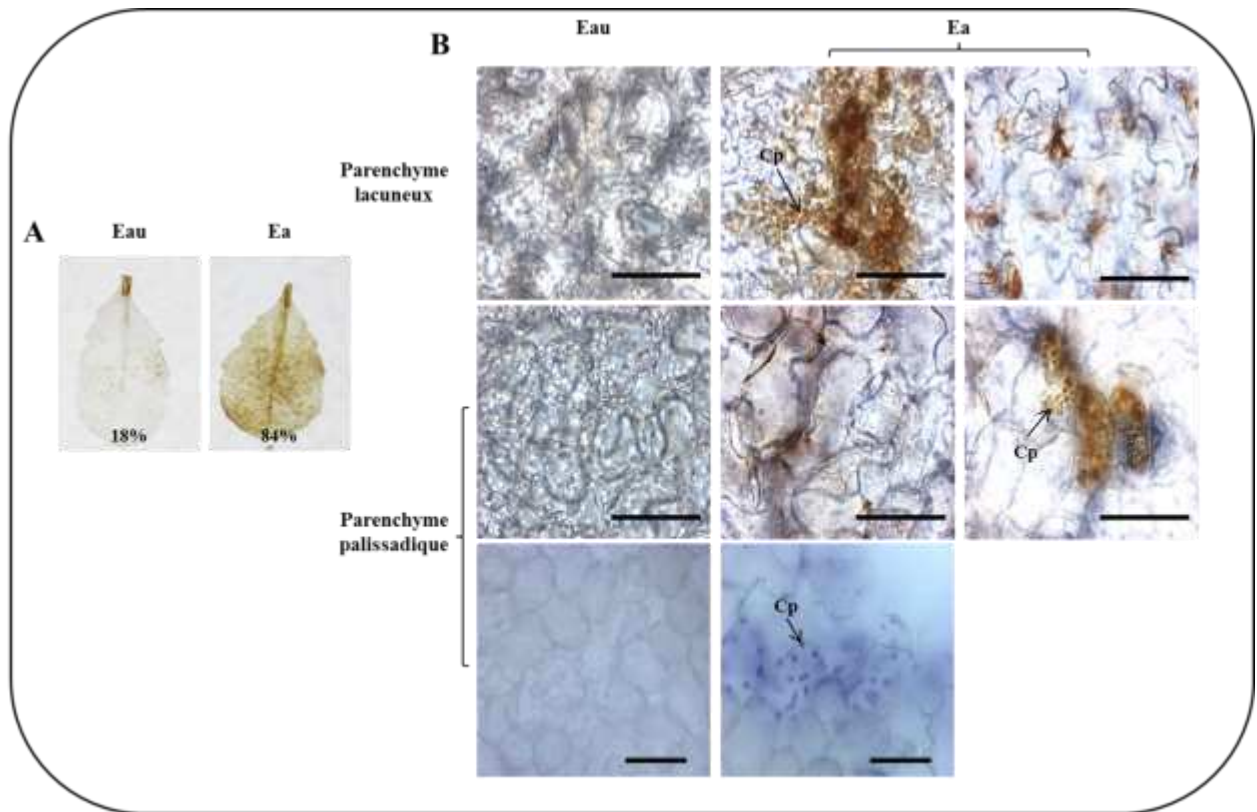 B
Eau
Ea
Cp
Parenchyme
lacuneux
A
Eau
Ea
18%
84%
Cp
Parenchyme
palissadique
Cp